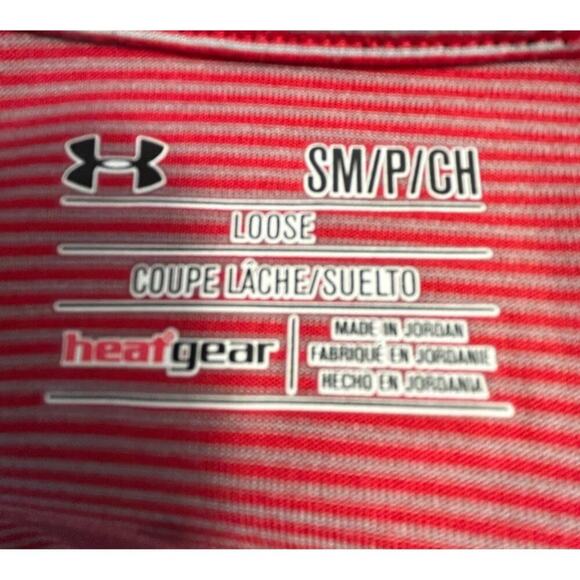 SM/P/CH
LOOSE
COUPE LÂCHE/SUELTO
heatgear
MADE IN JORDAN
FABRIQUÉ EN JORDANIE
HECHO EN JORDANIA